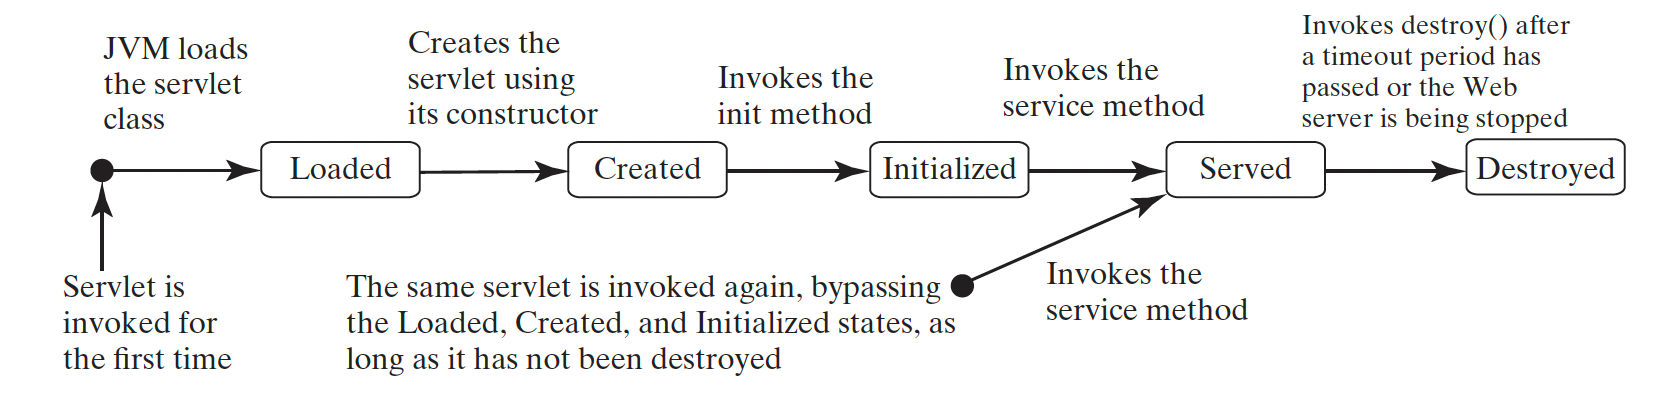 JVM loads
the servlet
class
Creates the
servlet using
its constructor
Invokes the
init method
Invokes the
service method
Invokes destroy() after
a timeout period has
passed or the Web
server is being stopped
Loaded
Created
Initialized
Served
Destroyed
Servlet is
invoked for
the first time
The same servlet is invoked again, bypassing
the Loaded, Created, and Initialized states, as
long as it has not been destroyed
Invokes the
service method